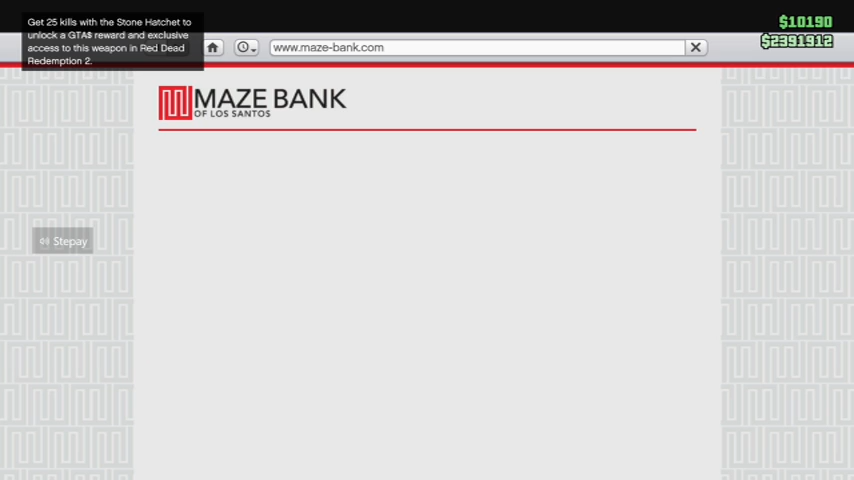 Get 25 kills with the Stone Hatchet to
unlock a GTA$ reward and exclusive
access to this weapon in Red Dead
Redemption 2.
$10190
$2391912
www.maze-bank.com
MAZE BANK
OF LOS SANTOS
Stepay